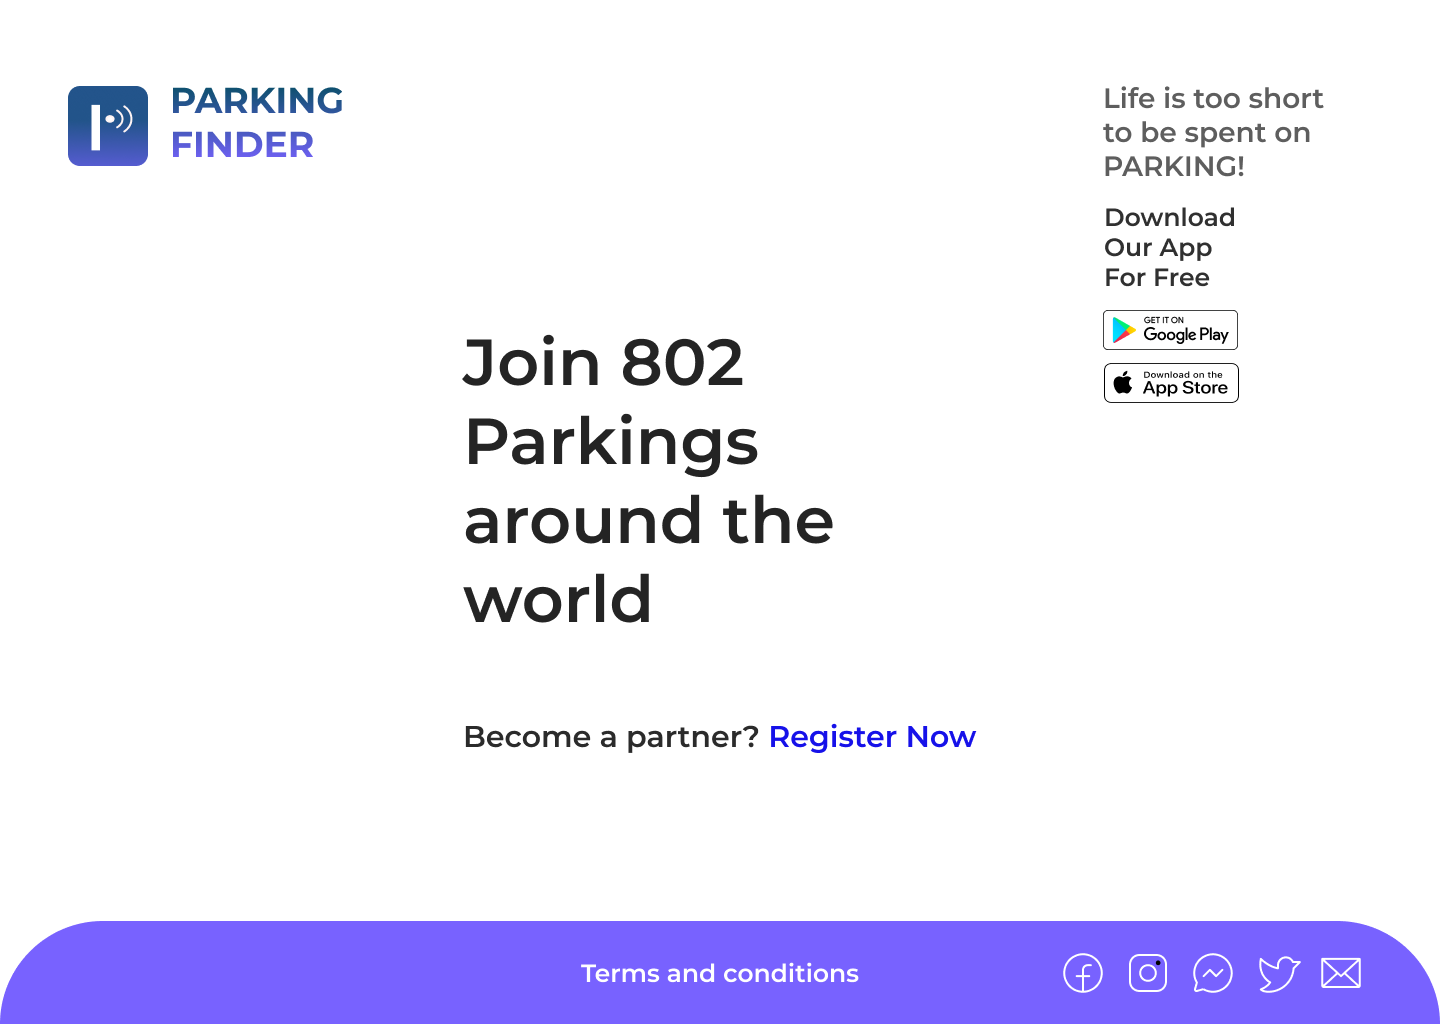 PARKING
FINDER
Life is too short
to be spent on
PARKING!
Download
Our App
For Free
GET IT ON
Google Play
Download on the
App Store
Join 802
Parkings
around the
world
Become a partner? Register Now
Terms and conditions